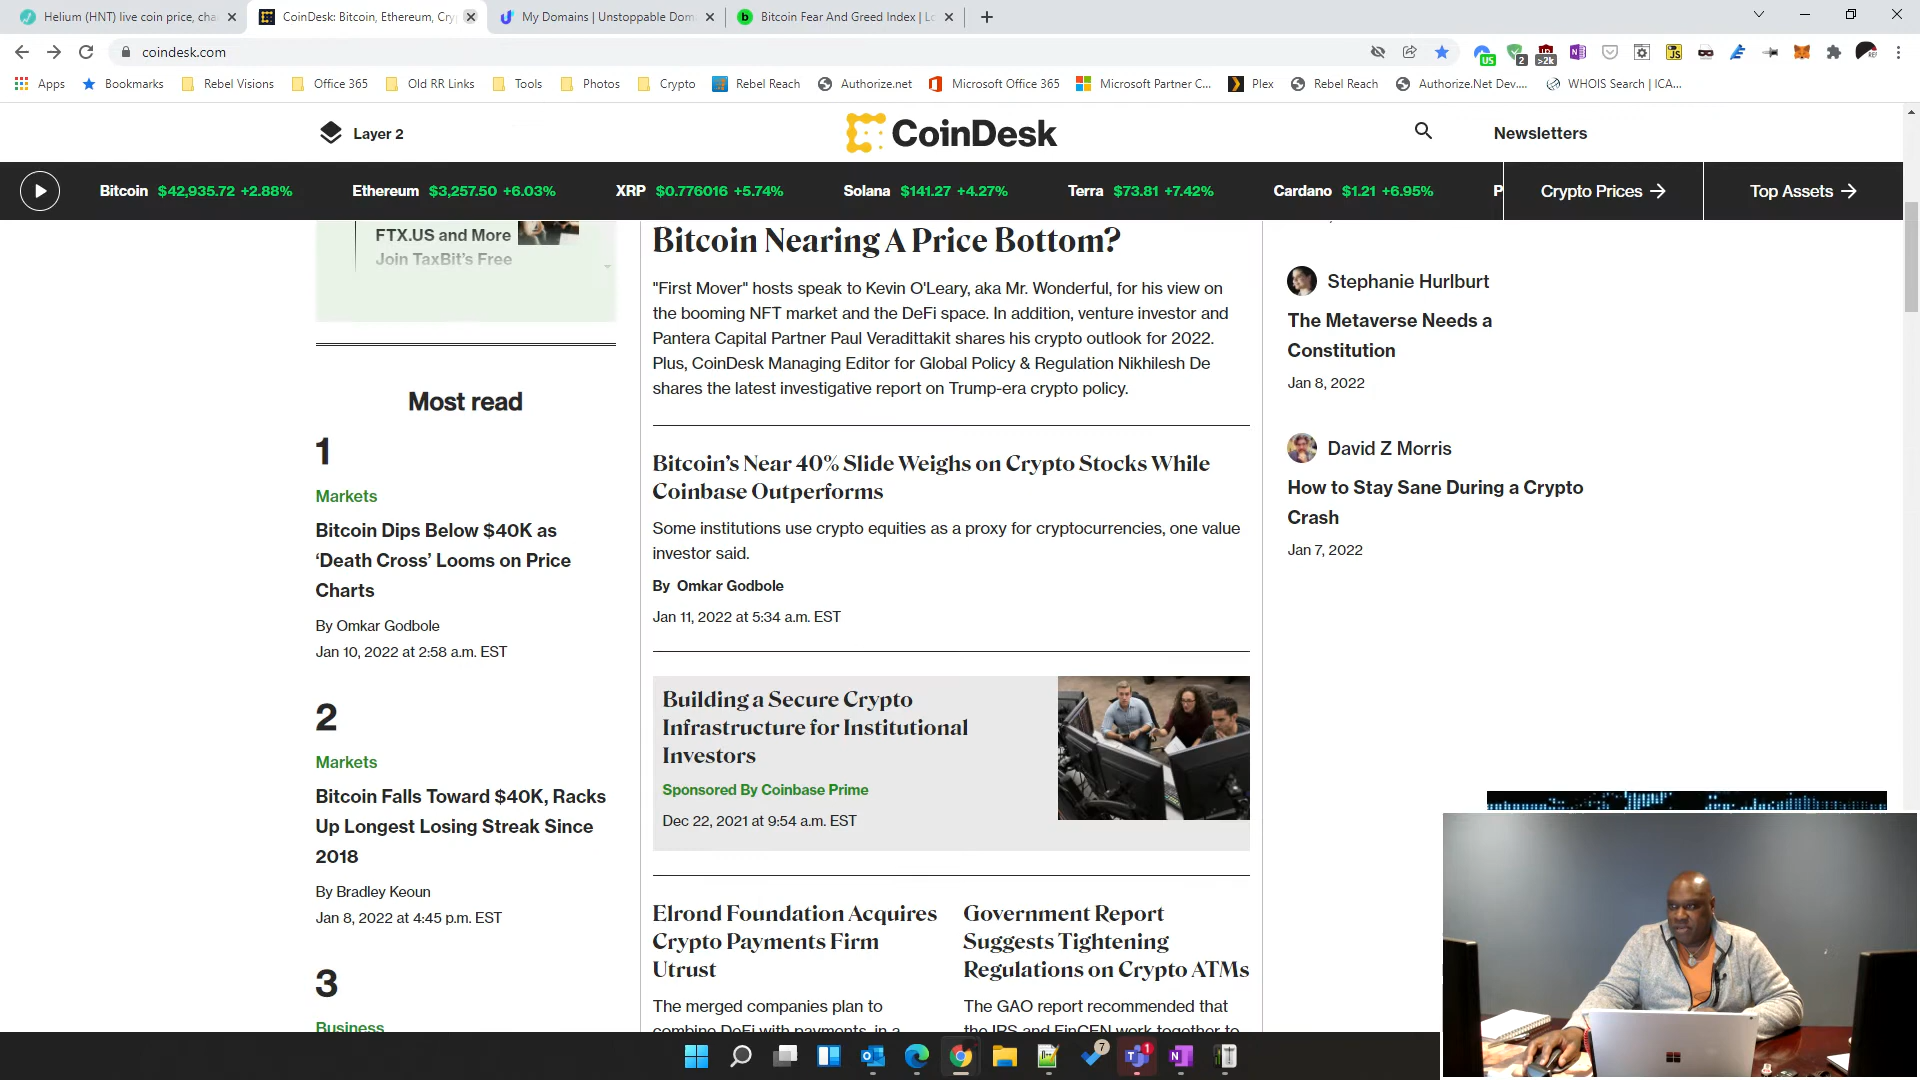 Helium (HNT) live coin price, cha
CoinDesk: Bitcoin, Ethereum, Cry
My Domains | Unstoppable Dom
Bitcoin Fear And Greed Index | Lo
coindesk.com
US
2
>2k
JS
Apps
Bookmarks
Rebel Visions
Office 365
Old RR Links
Tools
Photos
Crypto
Rebel Reach
Authorize.net
Microsoft Office 365
Microsoft Partner C...
Plex
Rebel Reach
Authorize.Net Dev....
WHOIS Search | ICA...
Layer 2
CoinDesk
Newsletters
Bitcoin $42,935.72 +2.88%
Ethereum $3,257.50 +6.03%
XRP $0.776016 +5.74%
Solana $141.27 +4.27%
Terra $73.81 +7.42%
Cardano $1.21 +6.95%
P
Crypto Prices
Top Assets
FTX.US and More
Join TaxBit's Free
Most read
1
Markets
Bitcoin Dips Below $40K as
‘Death Cross’ Looms on Price
Charts
By Omkar Godbole
Jan 10, 2022 at 2:58 a.m. EST
2
Markets
Bitcoin Falls Toward $40K, Racks
Up Longest Losing Streak Since
2018
By Bradley Keoun
Jan 8, 2022 at 4:45 p.m. EST
3
Business
Bitcoin Nearing A Price Bottom?
"First Mover" hosts speak to Kevin O'Leary, aka Mr. Wonderful, for his view on
the booming NFT market and the DeFi space. In addition, venture investor and
Pantera Capital Partner Paul Veradittakit shares his crypto outlook for 2022.
Plus, CoinDesk Managing Editor for Global Policy & Regulation Nikhilesh De
shares the latest investigative report on Trump-era crypto policy.
Bitcoin’s Near 40% Slide Weighs on Crypto Stocks While
Coinbase Outperforms
Some institutions use crypto equities as a proxy for cryptocurrencies, one value
investor said.
By Omkar Godbole
Jan 11, 2022 at 5:34 a.m. EST
Building a Secure Crypto
Infrastructure for Institutional
Investors
Sponsored By Coinbase Prime
Dec 22, 2021 at 9:54 a.m. EST
Elrond Foundation Acquires
Crypto Payments Firm
Utrust
The merged companies plan to
combine DeFi with payments, in a
Government Report
Suggests Tightening
Regulations on Crypto ATMs
The GAO report recommended that
the IRS and FinCEN work together to
Stephanie Hurlburt
The Metaverse Needs a
Constitution
Jan 8, 2022
David Z Morris
How to Stay Sane During a Crypto
Crash
Jan 7, 2022
7
1